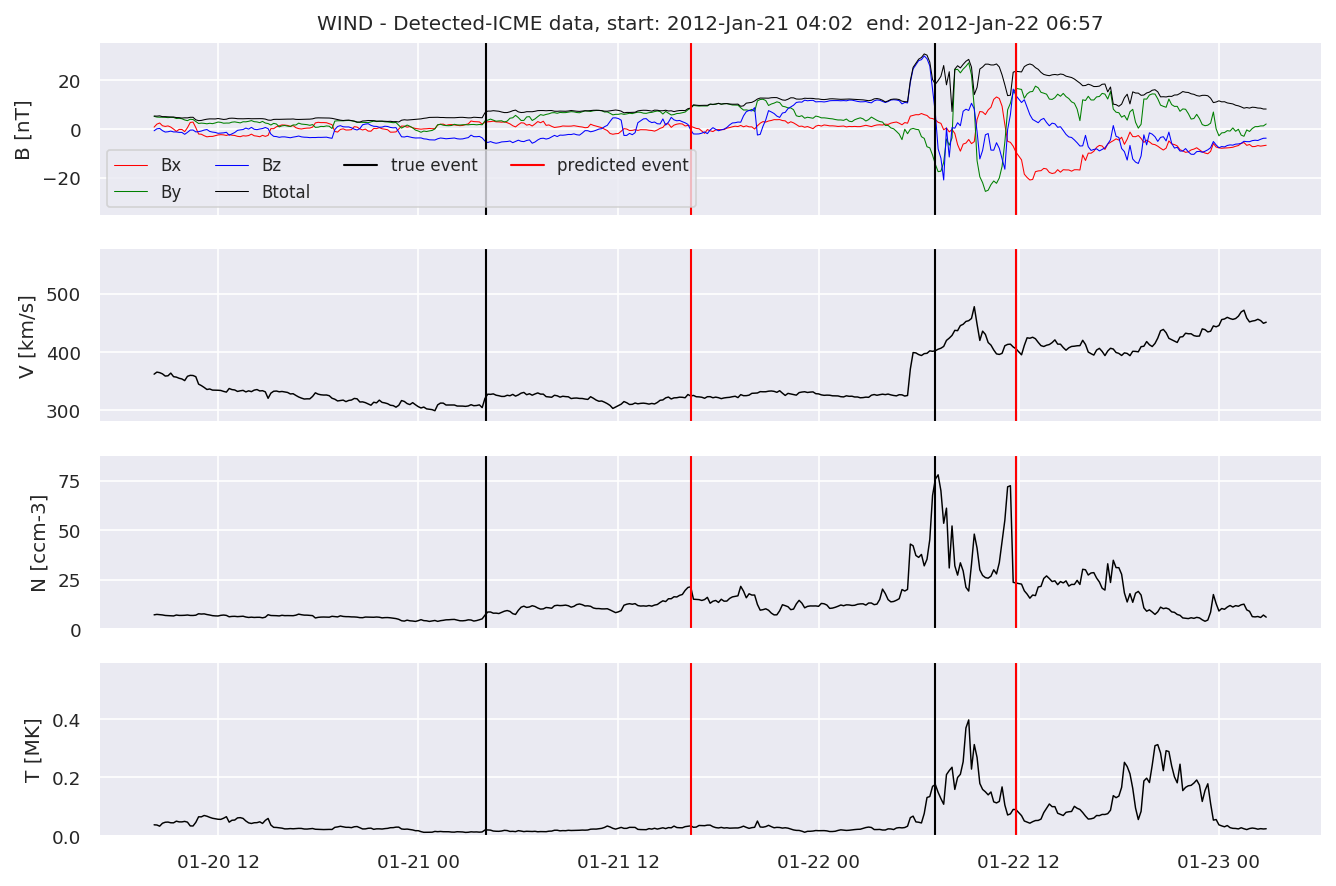 WIND - Detected-ICME data, start: 2012-Jan-21 04:02  end: 2012-Jan-22 06:57
B [nT]
20
0
−20
Bx
Bz
true event
predicted event
By
Btotal
V [km/s]
500
400
300
N [ccm-3]
75
50
25
0
T [MK]
0.4
0.2
0.0
01-20 12
01-21 00
01-21 12
01-22 00
01-22 12
01-23 00